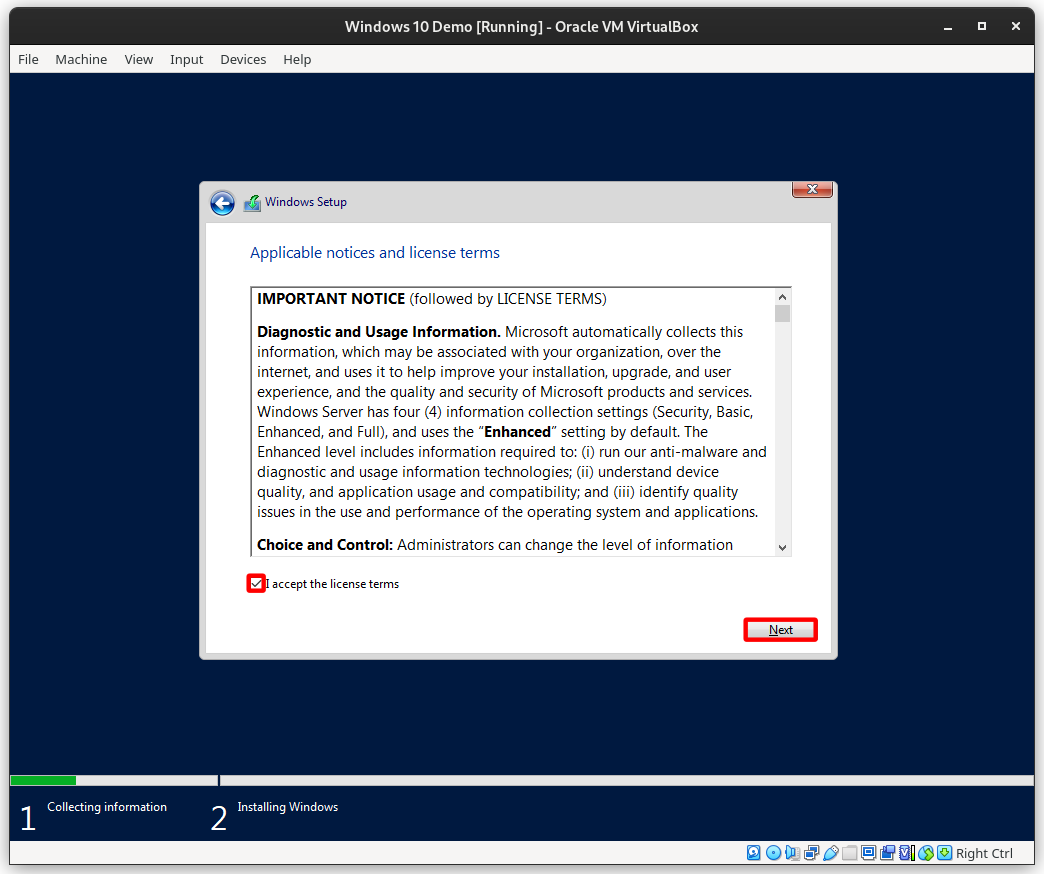 Windows 10 Demo [Running] - Oracle VM VirtualBox
File Machine View Input Devices Help
Windows Setup
Applicable notices and license terms
IMPORTANT NOTICE (followed by LICENSE TERMS)
Diagnostic and Usage Information. Microsoft automatically collects this
information, which may be associated with your organization, over the
internet, and uses it to help improve your installation, upgrade, and user
experience, and the quality and security of Microsoft products and services.
Windows Server has four (4) information collection settings (Security, Basic,
Enhanced, and Full), and uses the “Enhanced” setting by default. The
Enhanced level includes information required to: (i) run our anti-malware and
diagnostic and usage information technologies; (ii) understand device
quality, and application usage and compatibility; and (iii) identify quality
issues in the use and performance of the operating system and applications.
Choice and Control: Administrators can change the level of information
I accept the license terms
Next
1 Collecting information
2 Installing Windows
Right Ctrl